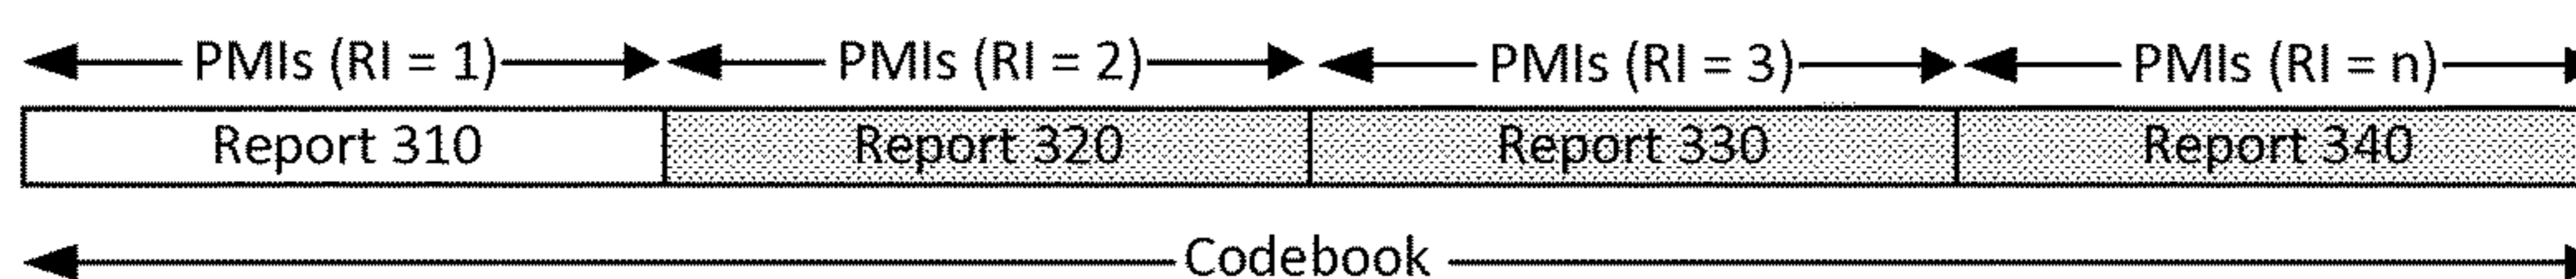 PMIs (RI = 1) PMIs (RI = 2) PMIs (RI = 3) PMIs (RI = n)
Report 310 Report 320 Report 330 Report 340
Codebook